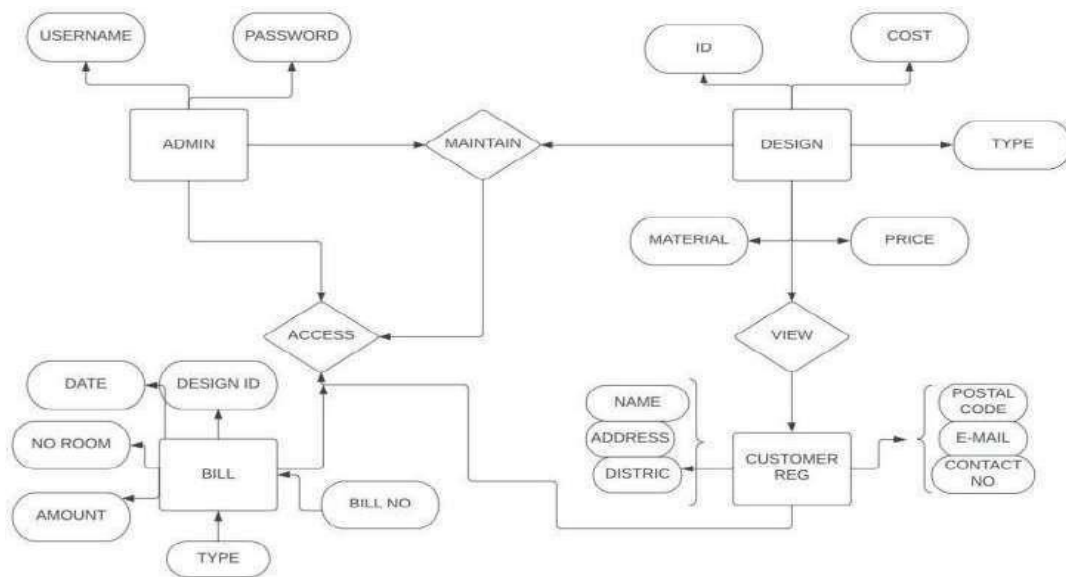 USERNAME
PASSWORD
ID
COST
ADMIN
MAINTAIN
DESIGN
TYPE
MATERIAL
PRICE
ACCESS
VIEW
DATE
DESIGN ID
NAME
POSTAL
CODE
NO ROOM
ADDRESS
E-MAIL
BILL
DISTRIC
CUSTOMER
REG
CONTACT
NO
AMOUNT
BILL NO
TYPE